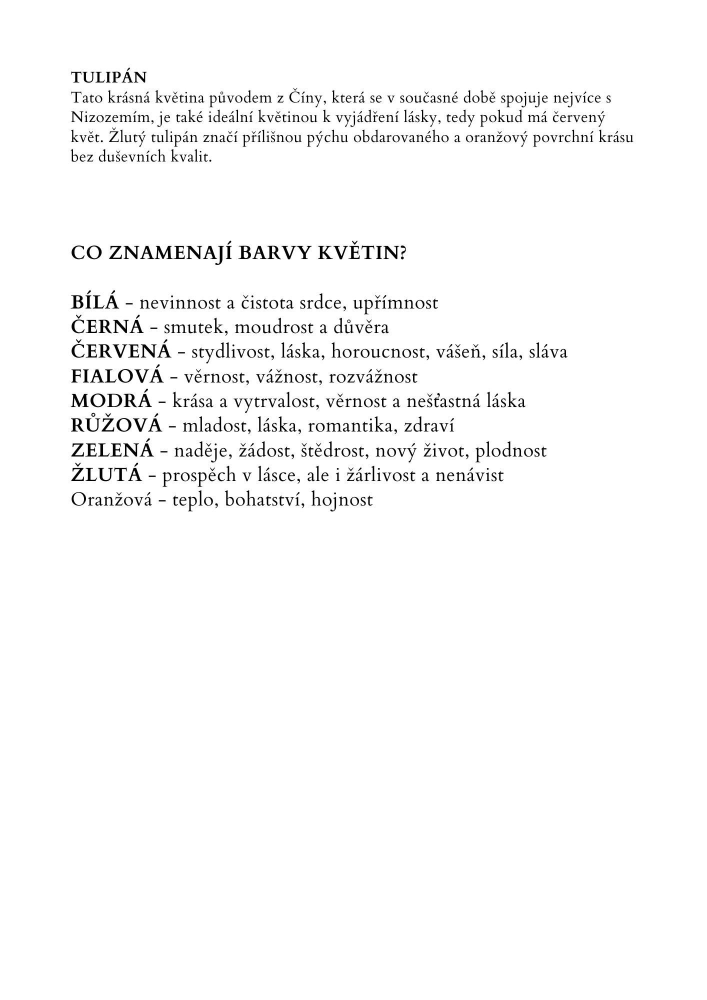 TULIPÁN
Tato krásná květina původem z Číny, která se v současné době spojuje nejvíce s
Nizozemím, je také ideální květinou k vyjádření lásky, tedy pokud má červený
květ. Žlutý tulipán značí přílišnou pýchu obdarovaného a oranžový povrchní krásu
bez duševních kvalit.
CO ZNAMENAJÍ BARVY KVĚTIN?
BÍLÁ - nevinnost a čistota srdce, upřímnost
ČERNÁ - smutek, moudrost a důvěra
ČERVENÁ - stydlivost, láska, horoucnost, vášeň, síla, sláva
FIALOVÁ - věrnost, vážnost, rozvážnost
MODRÁ - krása a vytrvalost, věrnost a nešťastná láska
RŮŽOVÁ - mladost, láska, romantika, zdraví
ZELENÁ - naděje, žádost, štědrost, nový život, plodnost
ŽLUTÁ - prospěch v lásce, ale i žárlivost a nenávist
Oranžová - teplo, bohatství, hojnost